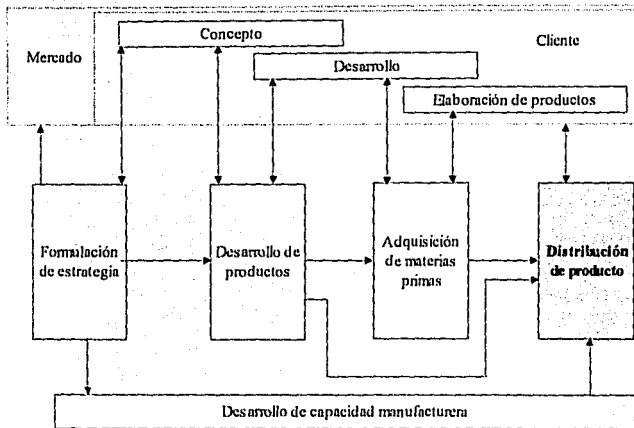 Concepto
Mercado
Cliente
Desarrollo
Elaboración de productos
Formulación
de estrategia
Desarrollo de
productos
Adquisición
de materias
primas
Distribución
de producto
Desarrollo de capacidad manufacturera